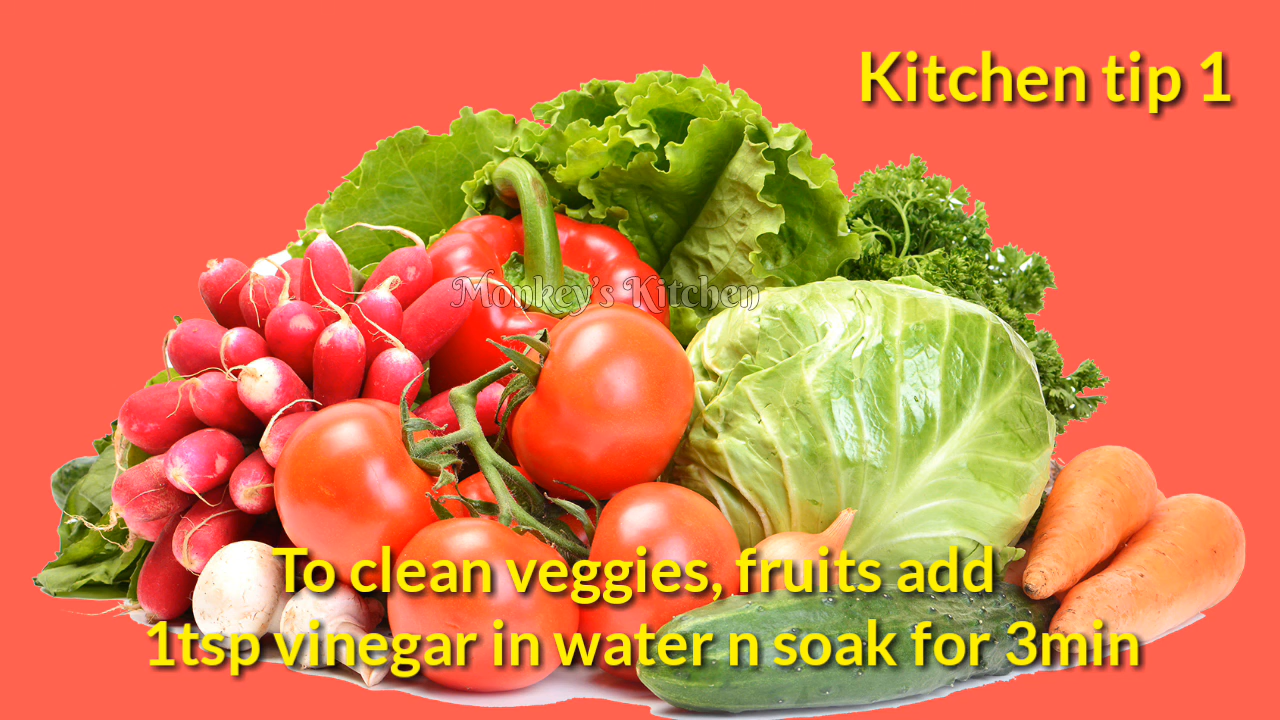 Kitchen tip 1
Monkey's Kitchen
To clean veggies, fruits add
1tsp vinegar in water n soak for 3min